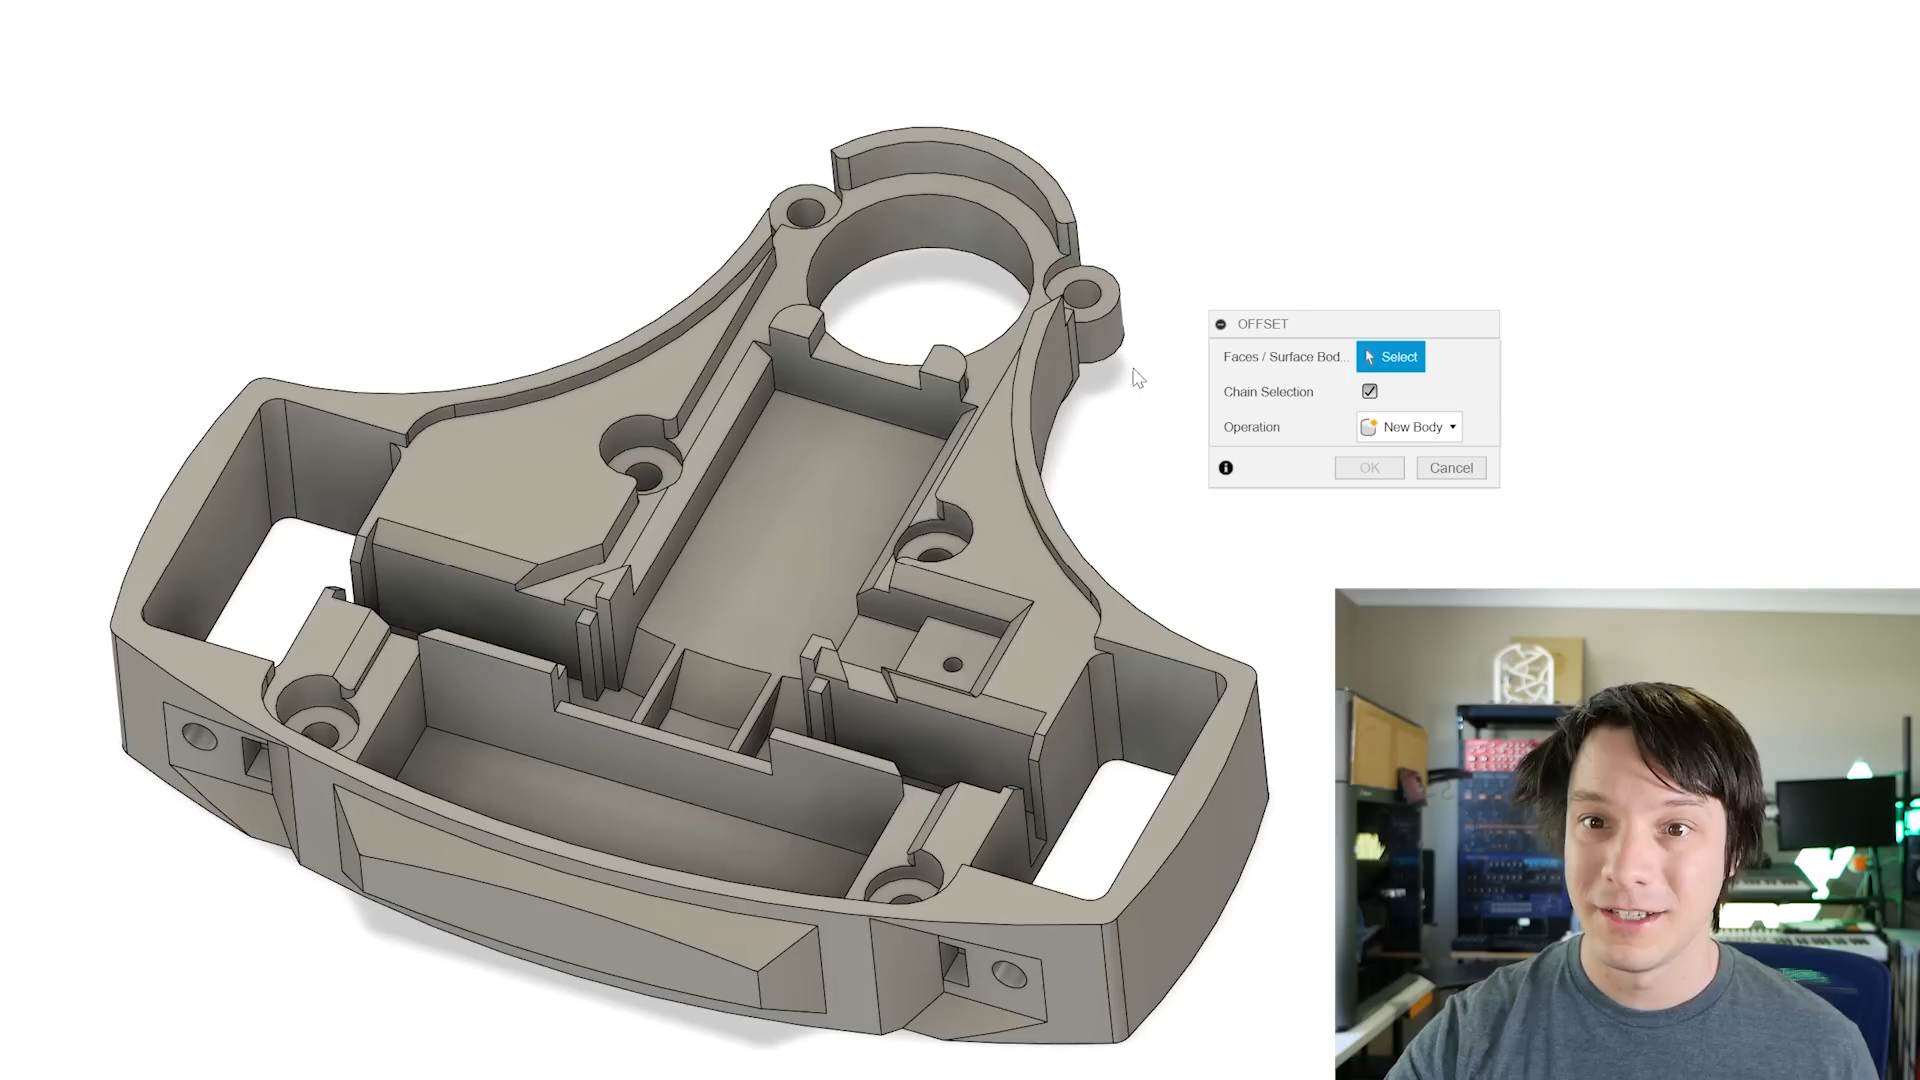 OFFSET
Faces / Surface Bod... Select
Chain Selection
Operation New Body
OK Cancel